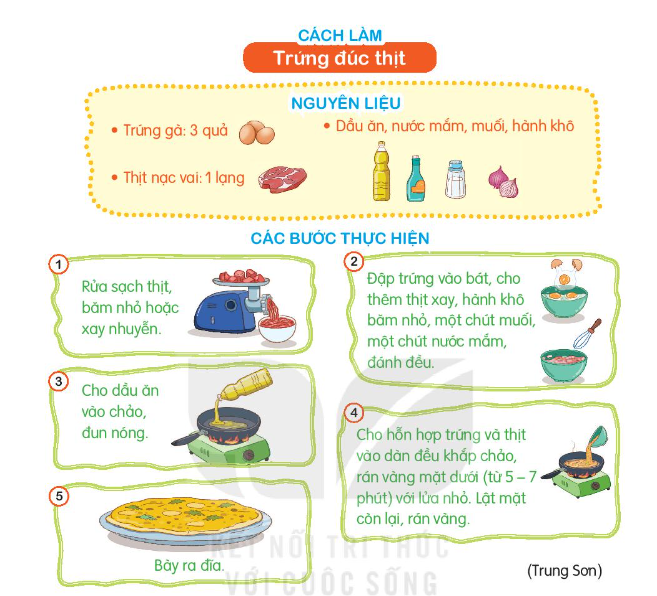 CÁCH LÀM
Trứng đúc thịt
NGUYÊN LIỆU
• Trứng gà: 3 quả
• Dầu ăn, nước mắm, muối, hành khô
• Thịt nạc vai: 1 lạng
CÁC BƯỚC THỰC HIỆN
1
Rửa sạch thịt,
băm nhỏ hoặc
xay nhuyễn.
2
Đập trứng vào bát, cho
thêm thịt xay, hành khô
băm nhỏ, một chút muối,
một chút nước mắm,
đánh đều.
3
Cho dầu ăn
vào chảo,
đun nóng.
4
Cho hỗn hợp trứng và thịt
vào dàn đều khắp chảo,
rán vàng mặt dưới (từ 5 – 7
phút) với lửa nhỏ. Lật mặt
còn lại, rán vàng.
5
Bày ra đĩa.
(Trung Sơn)
KẾT NỐI TRI THỨC
VỚI CUỘC SỐNG